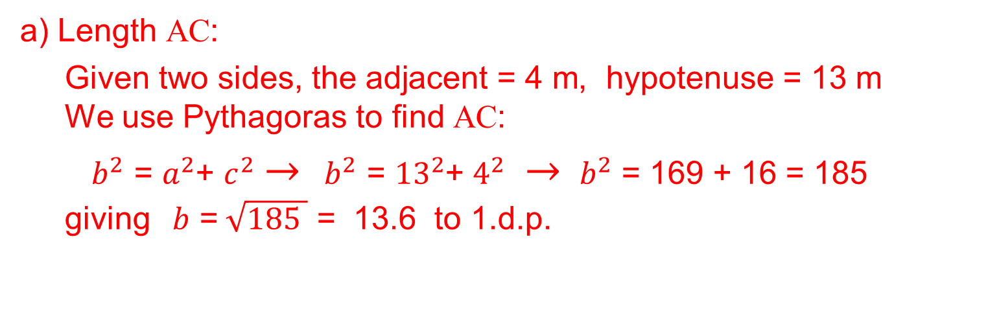 a) Length AC:
Given two sides, the adjacent = 4 m, hypotenuse = 13 m
We use Pythagoras to find AC:
b² = a²+ c² → b² = 13²+ 4² → b² = 169 + 16 = 185
giving b = √185 = 13.6 to 1.d.p.